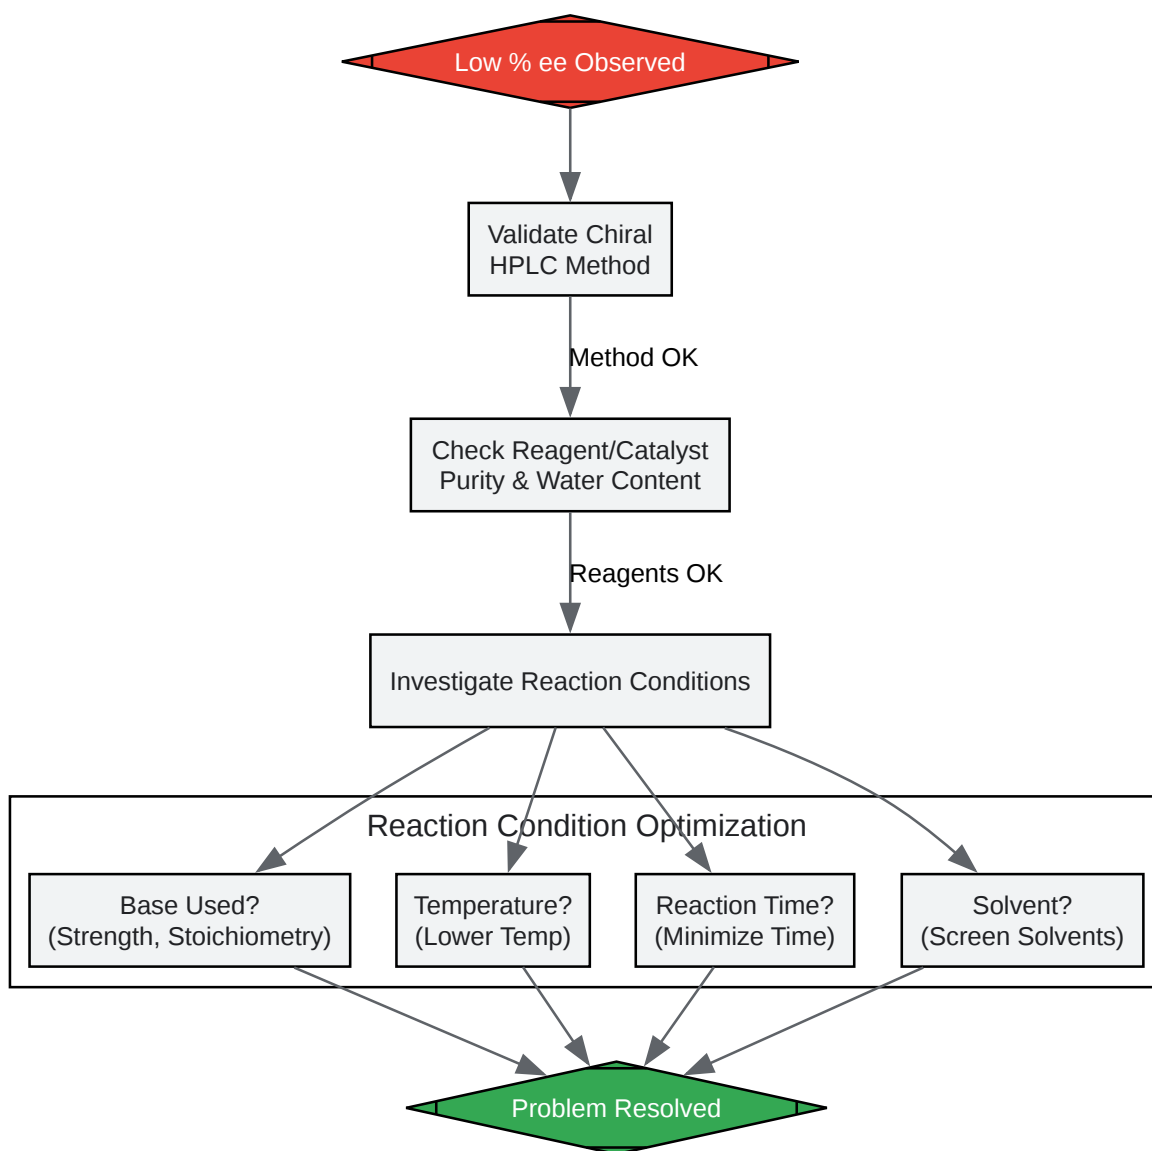 Low % ee Observed
Validate Chiral
HPLC Method
Method OK
Check Reagent/Catalyst
Purity & Water Content
Reagents OK
Investigate Reaction Conditions
Reaction Condition Optimization
Base Used?
(Strength, Stoichiometry)
Temperature?
(Lower Temp)
Reaction Time?
(Minimize Time)
Solvent?
(Screen Solvents)
Problem Resolved